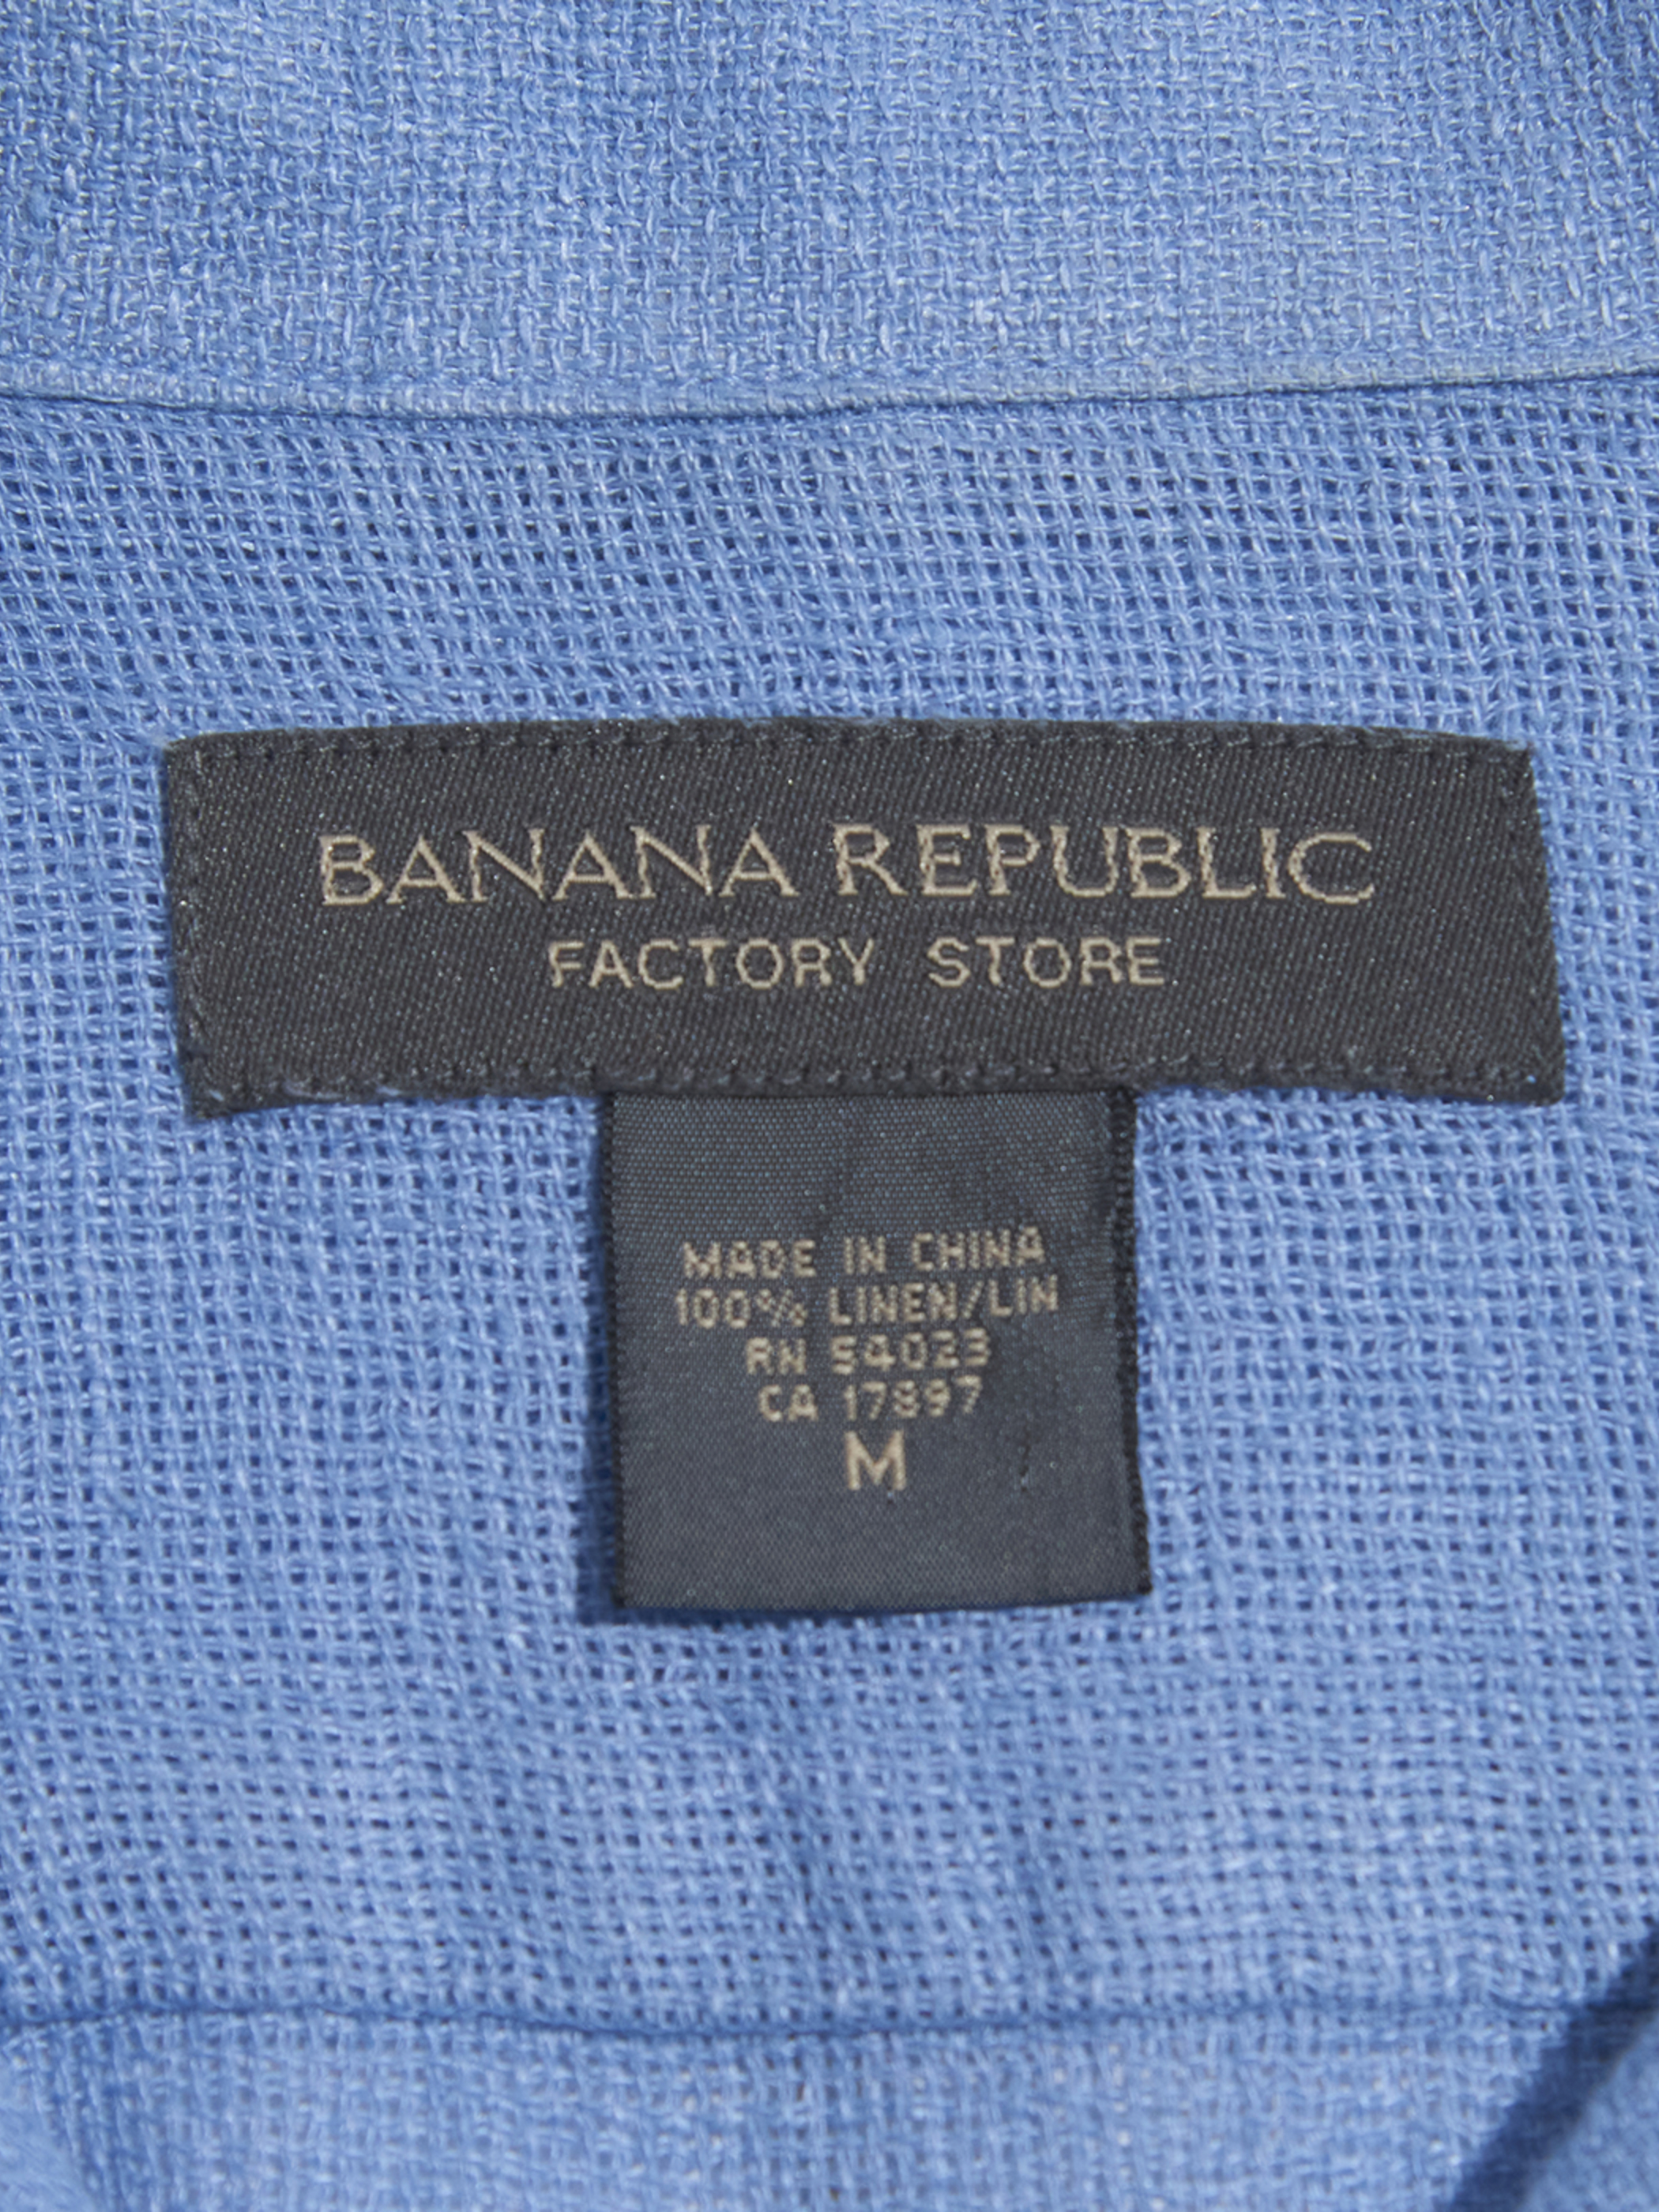 BANANA REPUBLIC
FACTORY STORE
MADE IN CHINA
100% LINEN/LIN
RN 54023
CA 17897
M